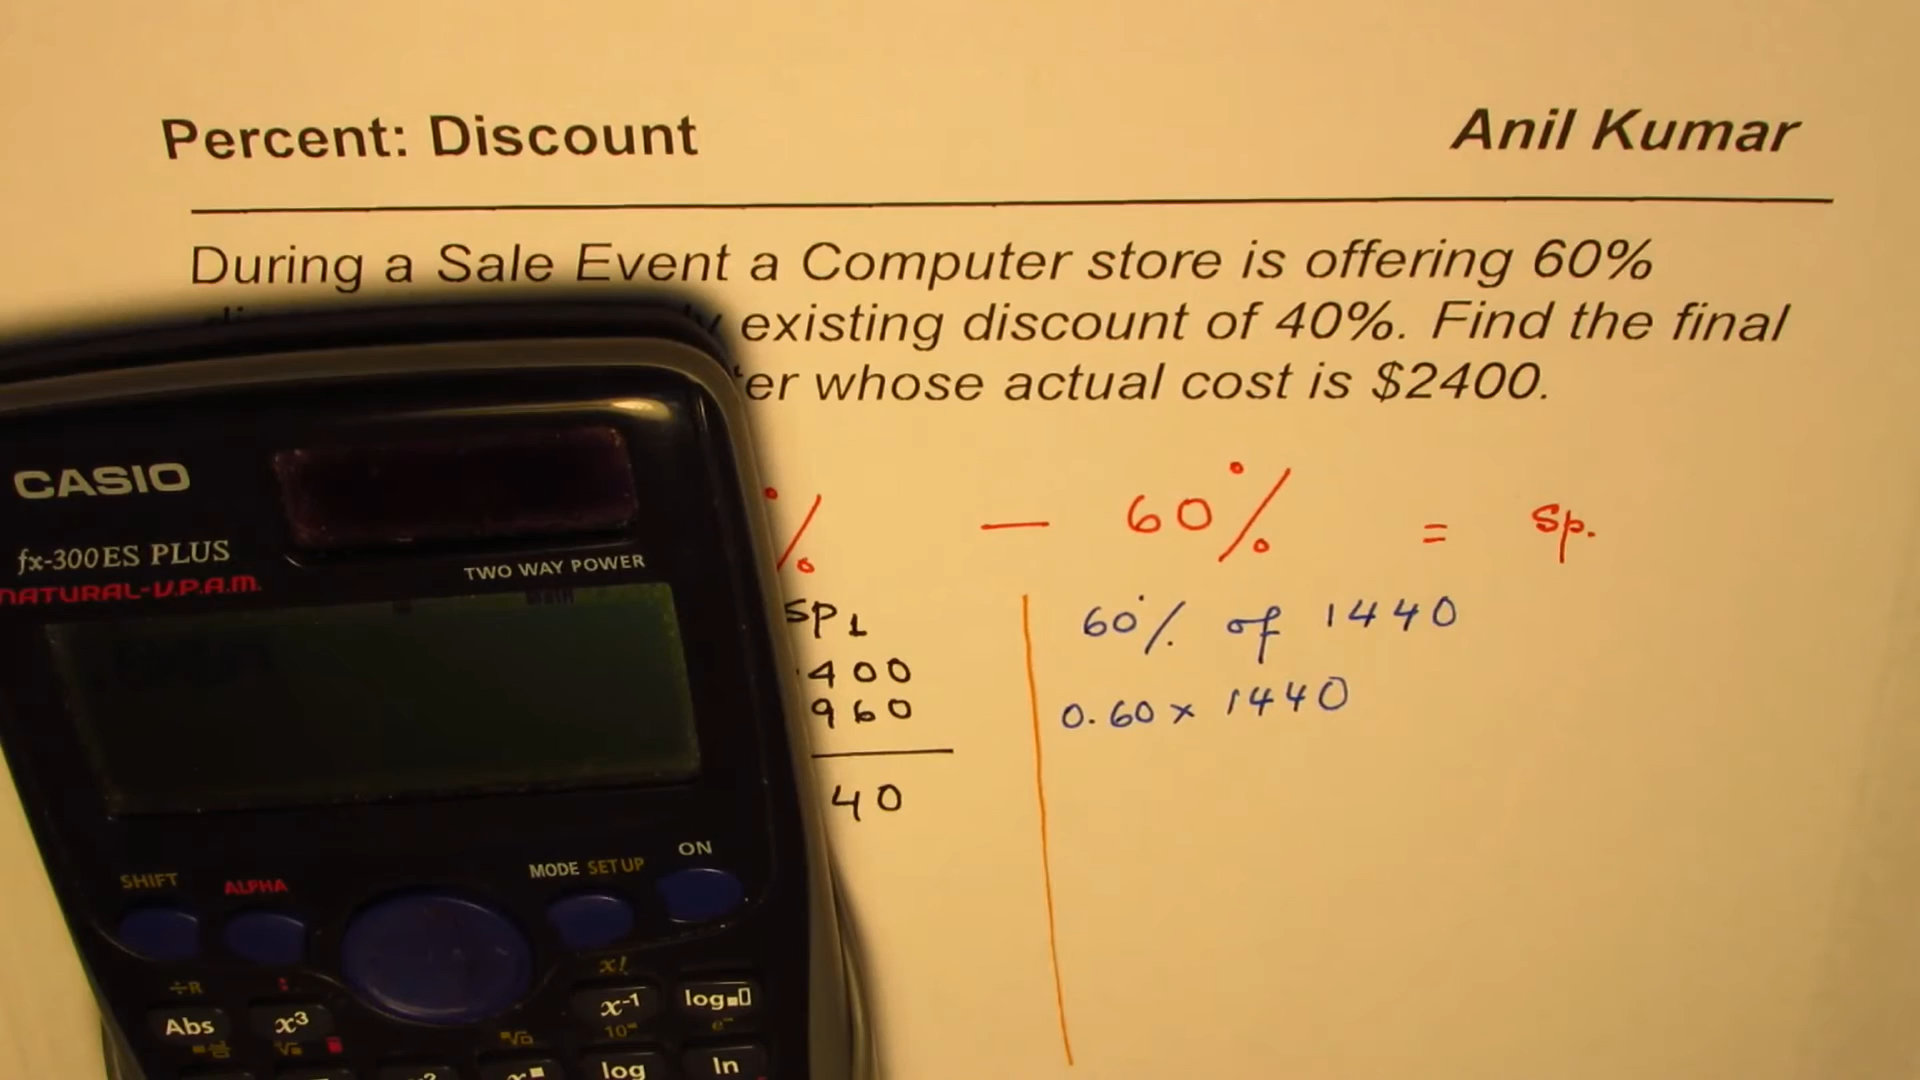 Percent: Discount
Anil Kumar
During a Sale Event a Computer store is offering 60%
existing discount of 40%. Find the final
whose actual cost is $2400.
% — 60% = Sp.
SP1
400
960
40
60% of 1440
0.60 x 1440
CASIO
fx-300ES PLUS
NATURAL-V.P.A.M.
TWO WAY POWER
SHIFT ALPHA MODE SETUP ON
÷R x!
Abs x³ x⁻¹ log
log ln